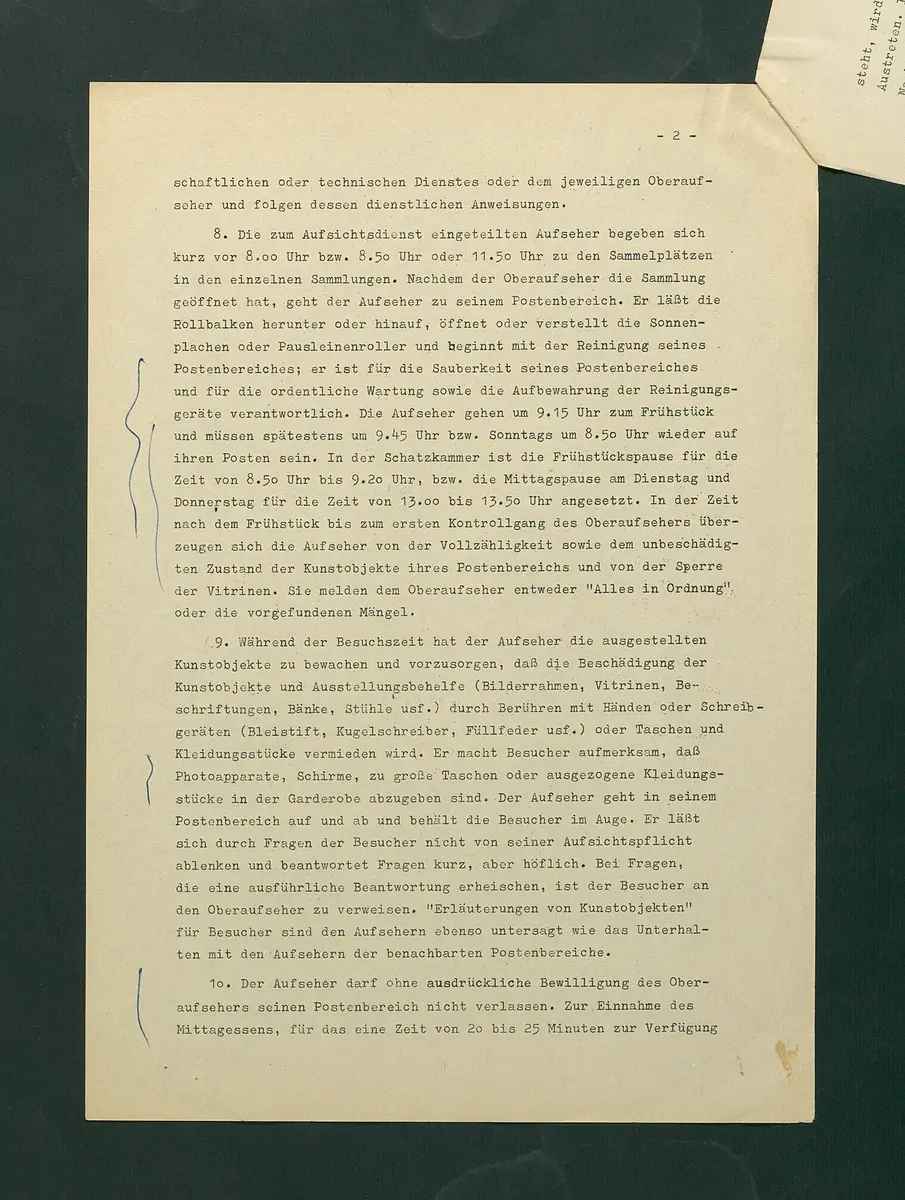 steht, wird
Austreten.
- 2 -
schaftlichen oder technischen Dienstes oder dem jeweiligen Oberauf-
seher und folgen dessen dienstlichen Anweisungen.
8. Die zum Aufsichtsdienst eingeteilten Aufseher begeben sich
kurz vor 8.oo Uhr bzw. 8.5o Uhr oder 11.5o Uhr zu den Sammelplätzen
in den einzelnen Sammlungen. Nachdem der Oberaufseher die Sammlung
geöffnet hat, geht der Aufseher zu seinem Postenbereich. Er läßt die
Rollbalken herunter oder hinauf, öffnet oder verstellt die Sonnen-
plachen oder Pausleinenroller und beginnt mit der Reinigung seines
Postenbereiches; er ist für die Sauberkeit seines Postenbereiches
und für die ordentliche Wartung sowie die Aufbewahrung der Reinigungs-
geräte verantwortlich. Die Aufseher gehen um 9.15 Uhr zum Frühstück
und müssen spätestens um 9.45 Uhr bzw. Sonntags um 8.5o Uhr wieder auf
ihren Posten sein. In der Schatzkammer ist die Frühstückspause für die
Zeit von 8.5o Uhr bis 9.2o Uhr, bzw. die Mittagspause am Dienstag und
Donnerstag für die Zeit von 13.oo bis 13.5o Uhr angesetzt. In der Zeit
nach dem Frühstück bis zum ersten Kontrollgang des Oberaufsehers über-
zeugen sich die Aufseher von der Vollzähligkeit sowie dem unbeschädig-
ten Zustand der Kunstobjekte ihres Postenbereichs und von der Sperre
der Vitrinen. Sie melden dem Oberaufseher entweder "Alles in Ordnung"
oder die vorgefundenen Mängel.
9. Während der Besuchszeit hat der Aufseher die ausgestellten
Kunstobjekte zu bewachen und vorzusorgen, daß die Beschädigung der
Kunstobjekte und Ausstellungsbehelfe (Bilderrahmen, Vitrinen, Be-
schriftungen, Bänke, Stühle usf.) durch Berühren mit Händen oder Schreib-
geräten (Bleistift, Kugelschreiber, Füllfeder usf.) oder Taschen und
Kleidungsstücke vermieden wird. Er macht Besucher aufmerksam, daß
Photoapparate, Schirme, zu große Taschen oder ausgezogene Kleidungs-
stücke in der Garderobe abzugeben sind. Der Aufseher geht in seinem
Postenbereich auf und ab und behält die Besucher im Auge. Er läßt
sich durch Fragen der Besucher nicht von seiner Aufsichtspflicht
ablenken und beantwortet Fragen kurz, aber höflich. Bei Fragen,
die eine ausführliche Beantwortung erheischen, ist der Besucher an
den Oberaufseher zu verweisen. "Erläuterungen von Kunstobjekten"
für Besucher sind den Aufsehern ebenso untersagt wie das Unterhal-
ten mit den Aufsehern der benachbarten Postenbereiche.
1o. Der Aufseher darf ohne ausdrückliche Bewilligung des Ober-
aufsehers seinen Postenbereich nicht verlassen. Zur Einnahme des
Mittagessens, für das eine Zeit von 2o bis 25 Minuten zur Verfügung